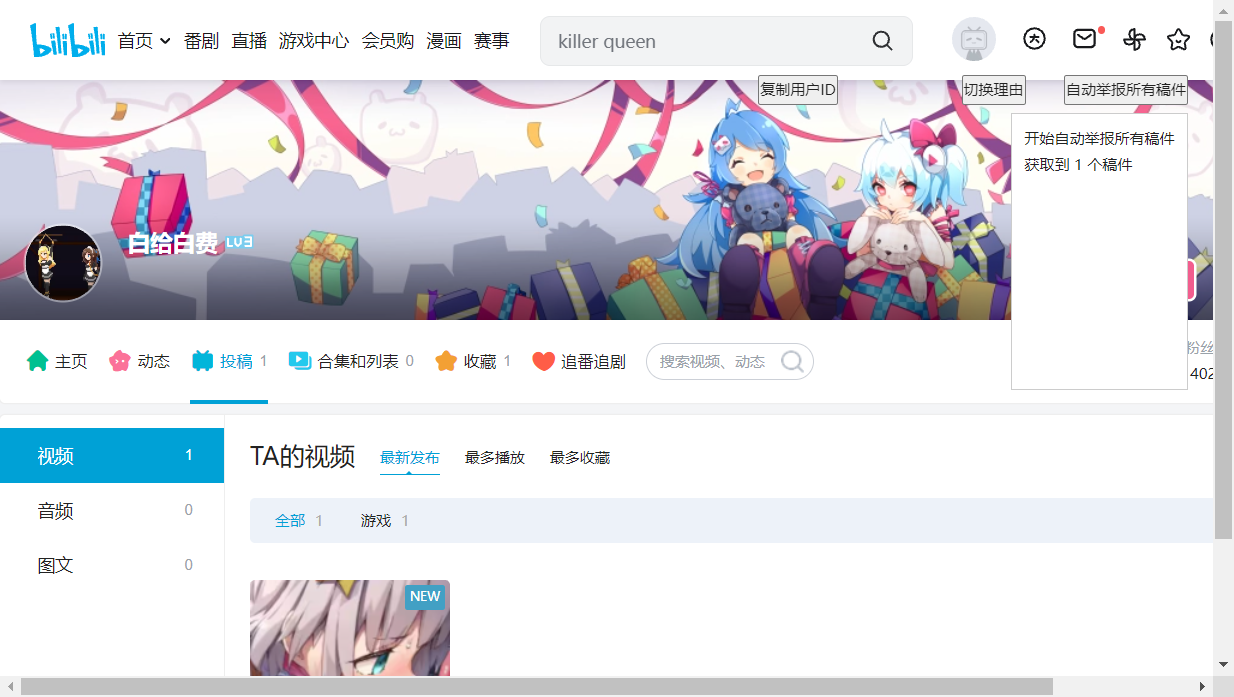 bilibili 首页 番剧 直播 游戏中心 会员购 漫画 赛事 killer queen
复制用户ID 切换理由 自动举报所有稿件
开始自动举报所有稿件
获取到 1 个稿件
白给白费 LV3
主页 动态 投稿 1 合集和列表 0 收藏 1 追番追剧 搜索视频、动态
粉丝
402
视频 1
音频 0
图文 0
TA的视频 最新发布 最多播放 最多收藏
全部 1 游戏 1
NEW